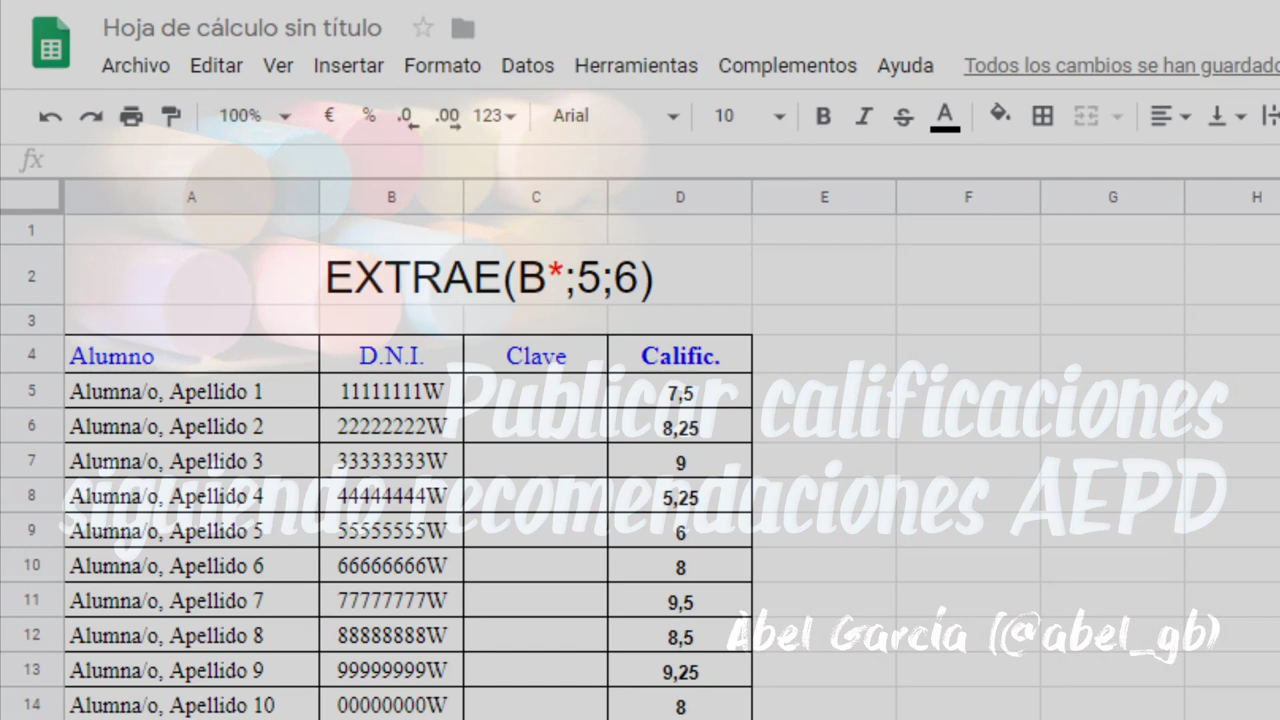 Hoja de cálculo sin título
Archivo Editar Ver Insertar Formato Datos Herramientas Complementos Ayuda Todos los cambios se han guardado
100% € % .0 .00 123 Arial 10 B I S A
fx
A B C D E F G H
1
2 EXTRAE(B*;5;6)
3
4 Alumno D.N.I. Clave Calific.
5 Alumna/o, Apellido 1 11111111W 7,5
6 Alumna/o, Apellido 2 22222222W 8,25
7 Alumna/o, Apellido 3 33333333W 9
8 Alumna/o, Apellido 4 44444444W 5,25
9 Alumna/o, Apellido 5 55555555W 6
10 Alumna/o, Apellido 6 66666666W 8
11 Alumna/o, Apellido 7 77777777W 9,5
12 Alumna/o, Apellido 8 88888888W 8,5
13 Alumna/o, Apellido 9 99999999W 9,25
14 Alumna/o, Apellido 10 00000000W 8
Publicar calificaciones
siguiendo recomendaciones AEPD
Àbel García (@abel_gb)